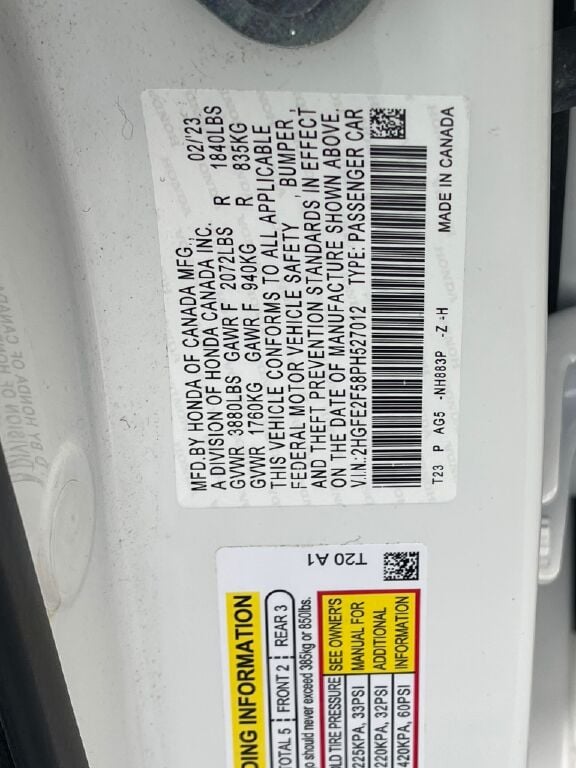 MFD.BY HONDA OF CANADA MFG., 02/'23
A DIVISION OF HONDA CANADA INC.
GVWR 3880LBS GAWR F 2072LBS R 1840LBS
GVWR 1760KG GAWR F 940KG R 835KG
THIS VEHICLE CONFORMS TO ALL APPLICABLE
FEDERAL MOTOR VEHICLE SAFETY , BUMPER ,
AND THEFT PREVENTION STANDARDS IN EFFECT
ON THE DATE OF MANUFACTURE SHOWN ABOVE.
V.I.N.:2HGFE2F58PH527012 TYPE: PASSENGER CAR
T23 P AG5 -NH883P -Z -H MADE IN CANADA
T20 A1
DING INFORMATION
TOTAL 5 FRONT 2 REAR 3
o should never exceed 385kg or 850lbs.
LD TIRE PRESSURE SEE OWNER'S
225KPA, 33PSI MANUAL FOR
220KPA, 32PSI ADDITIONAL
420KPA, 60PSI INFORMATION